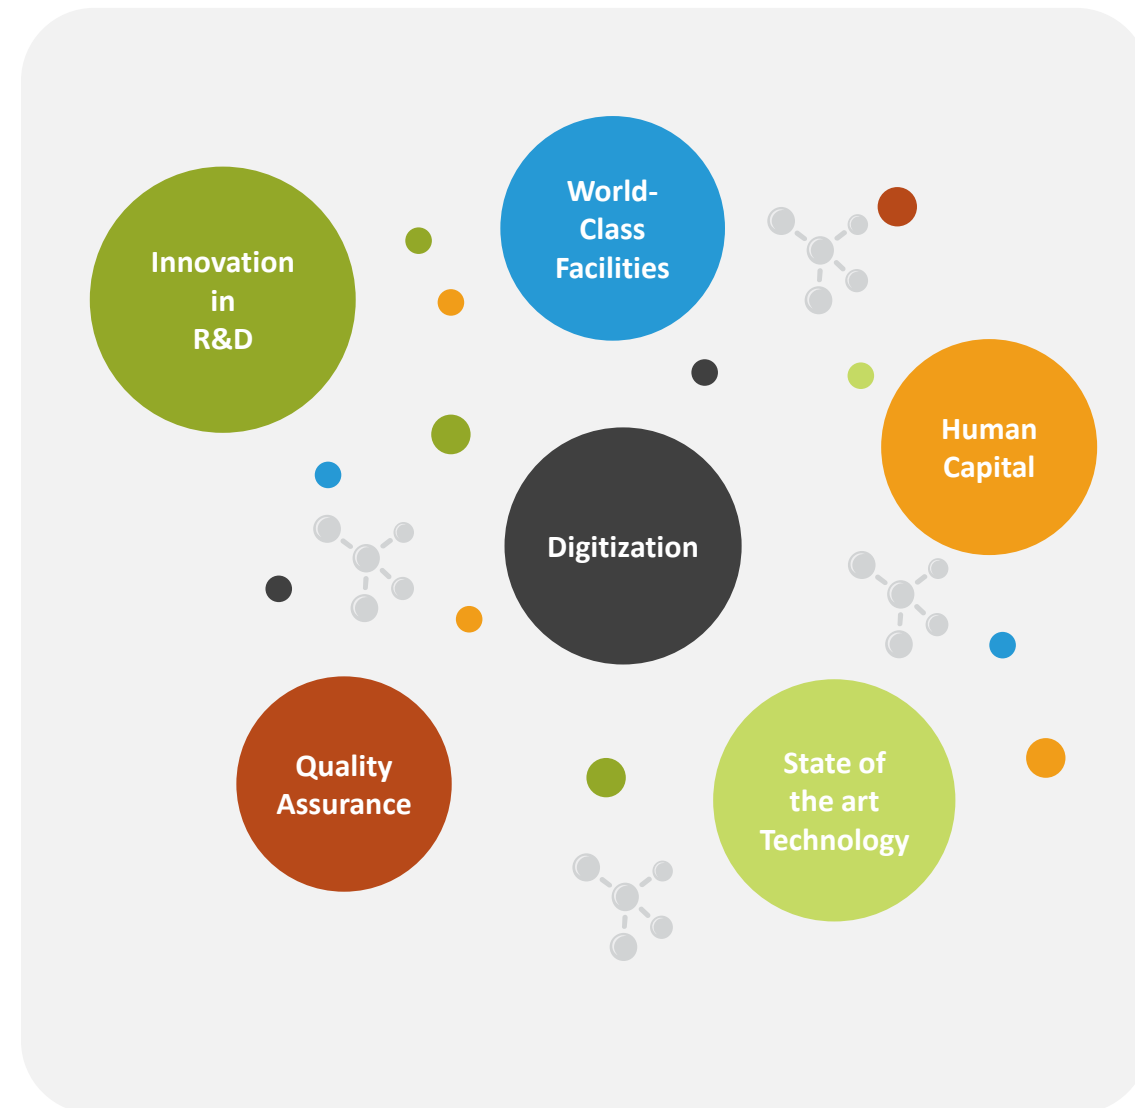 World-
Class
Facilities
Innovation
in
R&D
Human
Capital
Digitization
Quality
Assurance
State of
the art
Technology